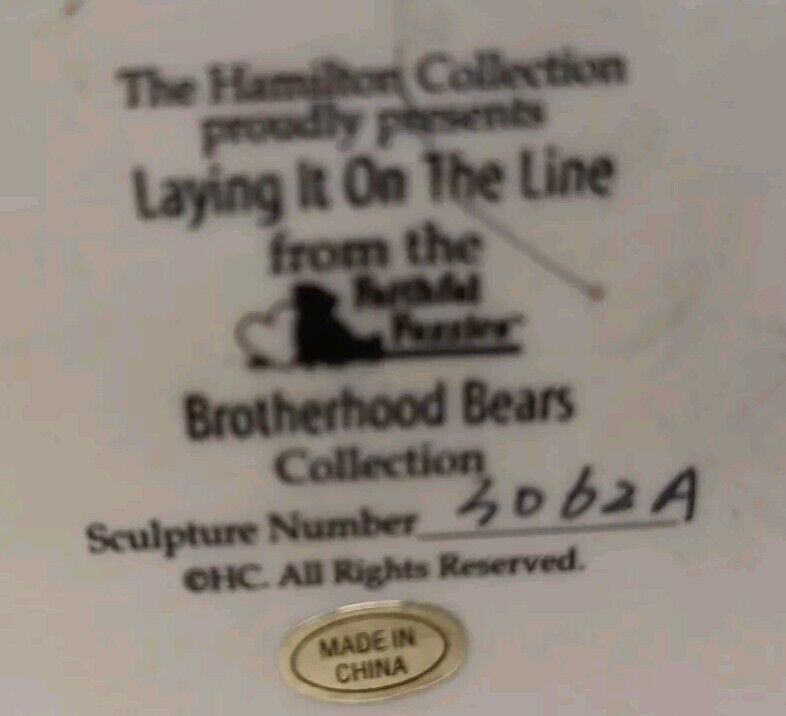 The Hamilton Collection
proudly presents
Laying It On The Line
from the
Faithful
Fuzzies™
Brotherhood Bears
Collection
Sculpture Number 3062A
©HC. All Rights Reserved.
MADE IN
CHINA